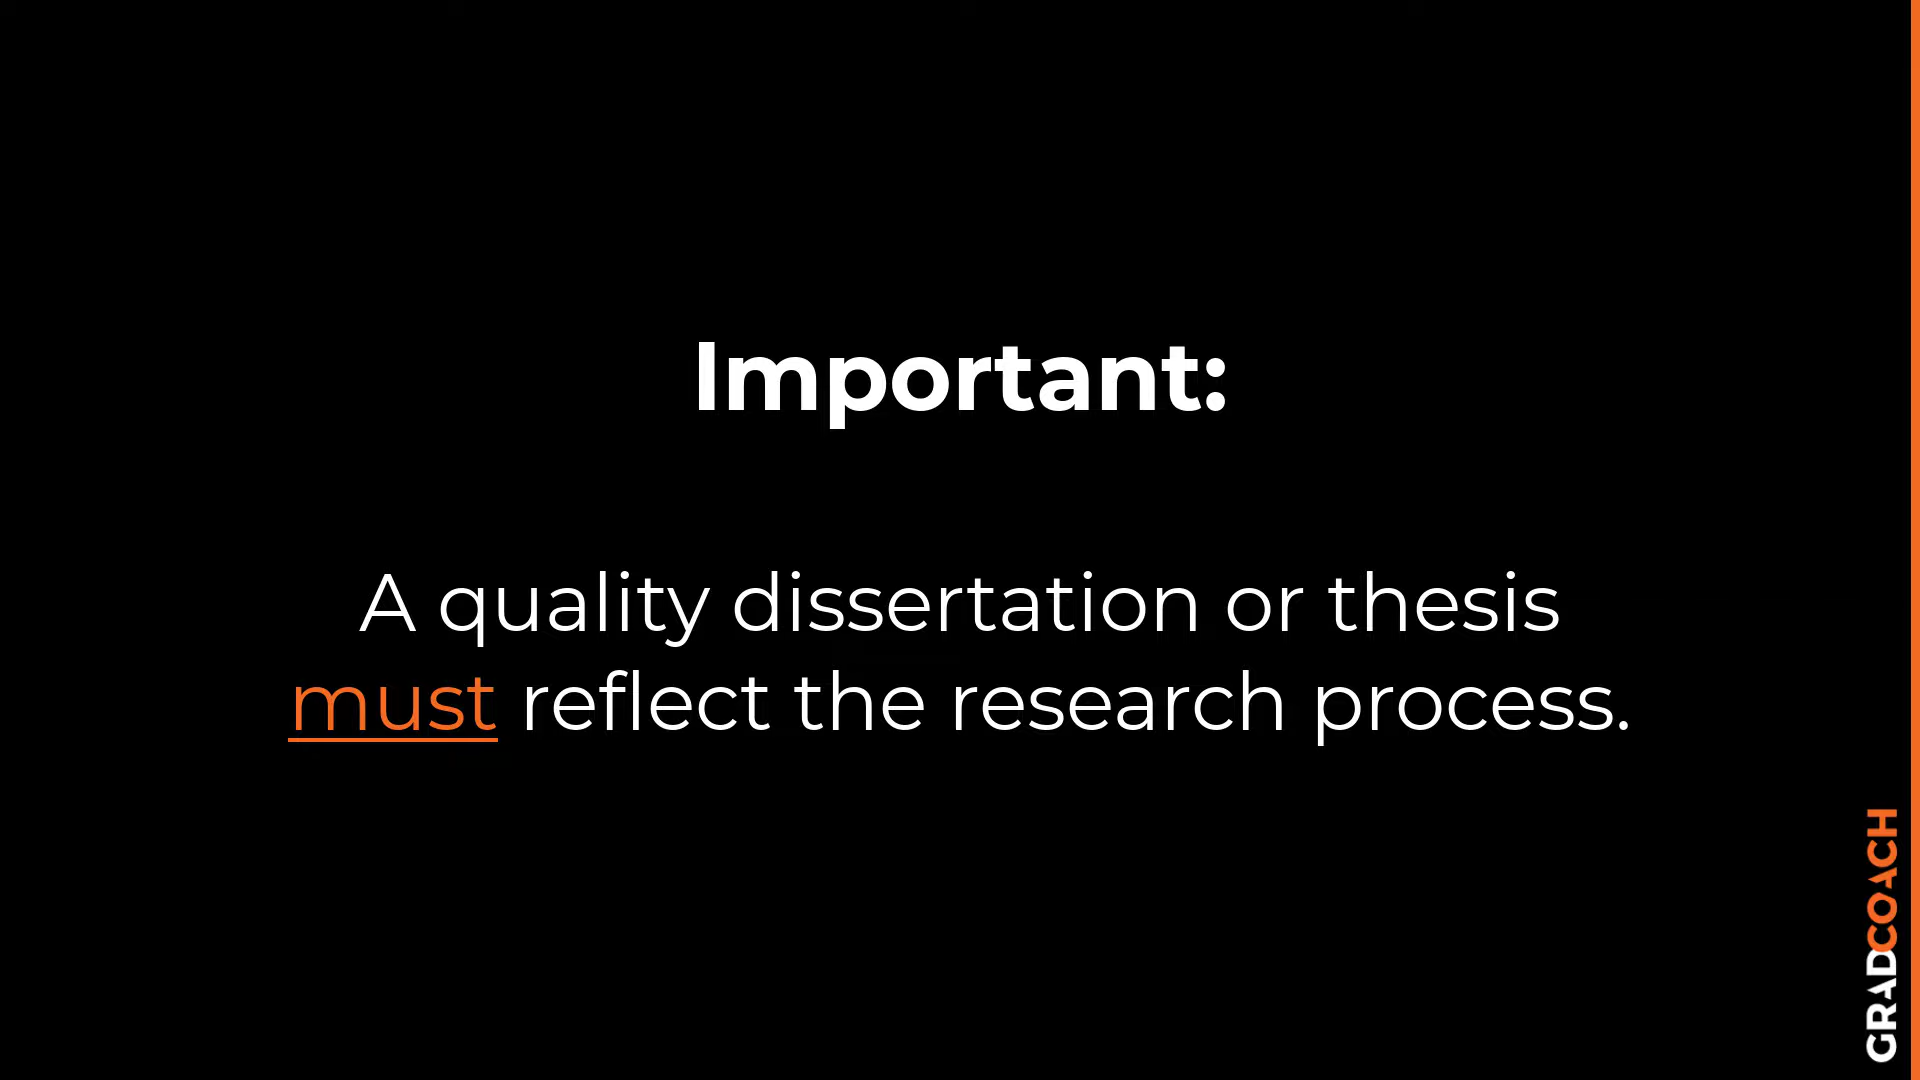 Important:
A quality dissertation or thesis
must reflect the research process.
GRADCOACH